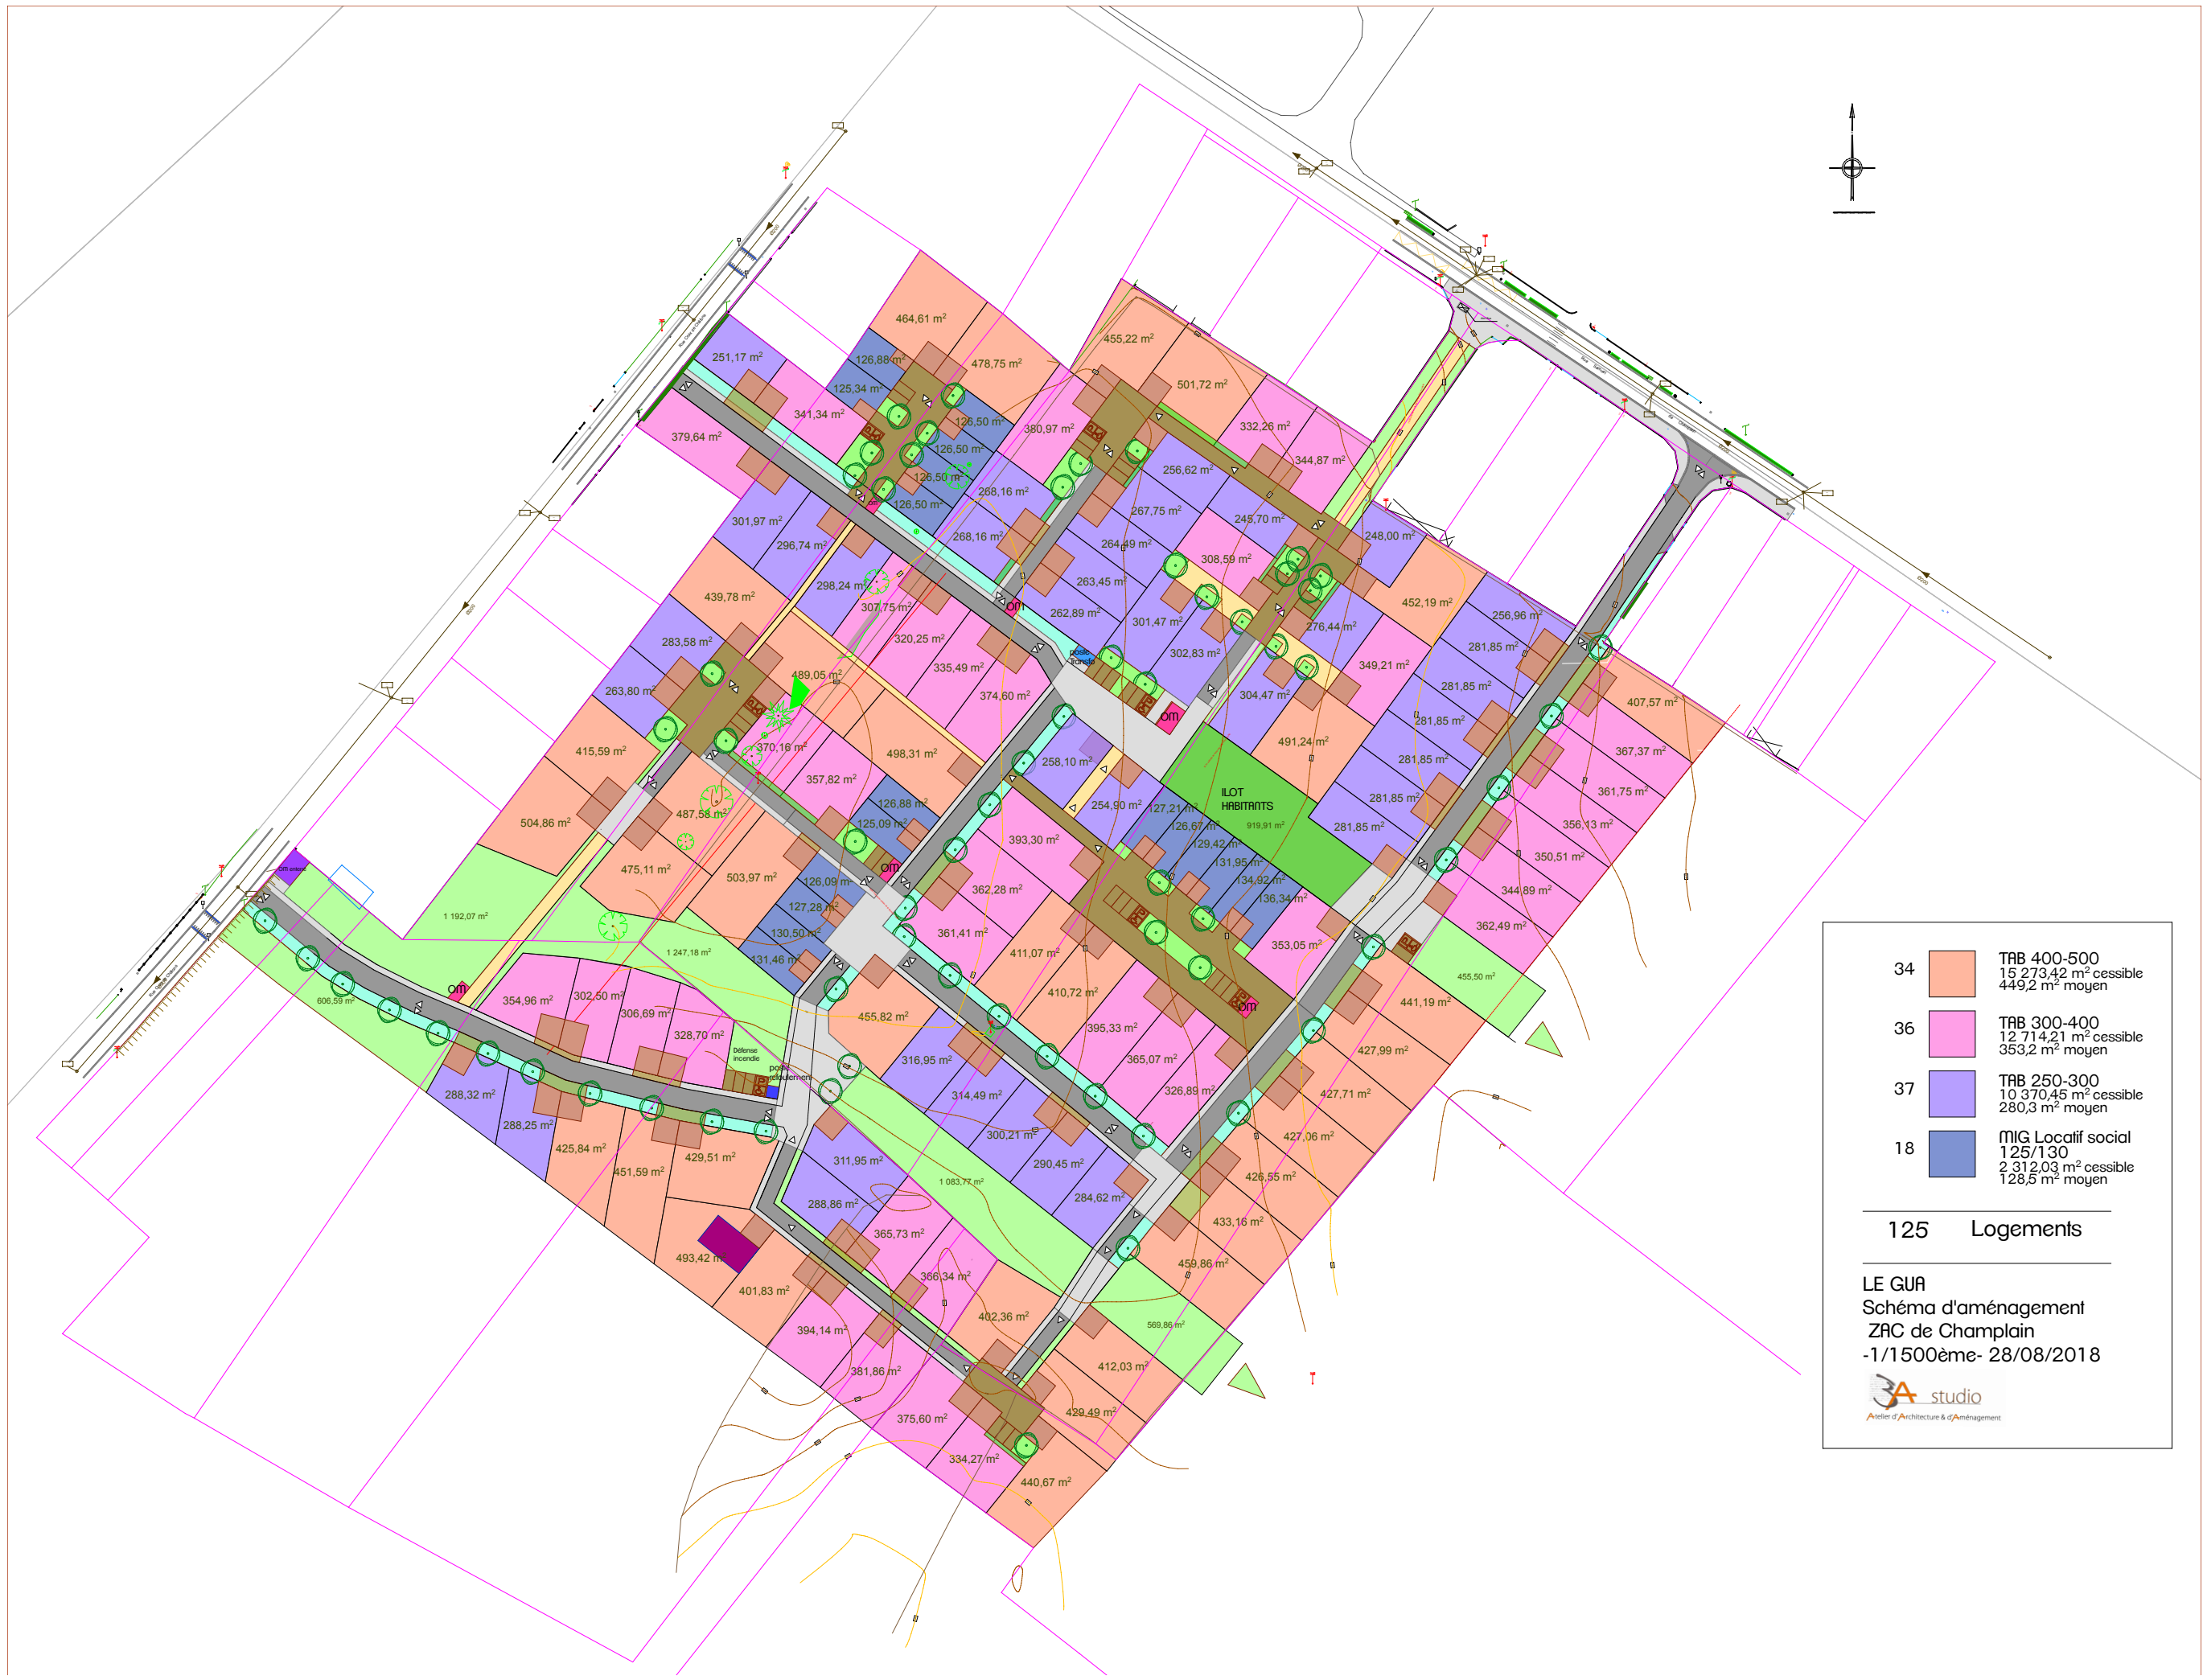 464,61 m²
126,88 m²
478,75 m²
125,34 m²
251,17 m²
341,34 m²
379,64 m²
126,50 m²
126,50 m²
126,50 m²
126,50 m²
455,22 m²
501,72 m²
380,97 m²
332,26 m²
344,87 m²
256,62 m²
268,16 m²
268,16 m²
267,75 m²
245,70 m²
264,49 m²
308,59 m²
248,00 m²
263,45 m²
262,89 m²
301,47 m²
302,83 m²
276,44 m²
452,19 m²
256,96 m²
349,21 m²
304,47 m²
491,24 m²
281,85 m²
281,85 m²
281,85 m²
281,85 m²
281,85 m²
281,85 m²
301,97 m²
296,74 m²
298,24 m²
307,75 m²
320,25 m²
335,49 m²
374,60 m²
439,78 m²
283,58 m²
263,80 m²
489,05 m²
415,59 m²
504,86 m²
370,16 m²
357,82 m²
498,31 m²
487,58 m²
475,11 m²
503,97 m²
126,88 m²
125,09 m²
126,09 m²
127,28 m²
130,50 m²
131,46 m²
OM
OM
OM
OM
OM
OM
poste
Transfo
258,10 m²
254,90 m²
127,21 m²
126,67 m²
129,42 m²
131,95 m²
134,92 m²
136,34 m²
ILOT
HABITANTS
919,91 m²
353,05 m²
407,57 m²
367,37 m²
361,75 m²
356,13 m²
350,51 m²
344,89 m²
362,49 m²
455,50 m²
441,19 m²
427,99 m²
427,71 m²
427,06 m²
426,55 m²
433,16 m²
459,86 m²
569,86 m²
393,30 m²
362,28 m²
361,41 m²
411,07 m²
410,72 m²
395,33 m²
365,07 m²
326,89 m²
455,82 m²
316,95 m²
314,49 m²
300,21 m²
290,45 m²
284,62 m²
1 083,77 m²
1 192,07 m²
1 247,18 m²
606,59 m²
354,96 m²
302,50 m²
306,69 m²
328,70 m²
Défense
incendie
poste
refoulement
288,32 m²
288,25 m²
425,84 m²
451,59 m²
429,51 m²
311,95 m²
288,86 m²
365,73 m²
366,34 m²
402,36 m²
412,03 m²
429,49 m²
493,42 m
401,83 m²
394,14 m²
381,86 m²
375,60 m²
334,27 m²
440,67 m²
34
TAB 400-500
15 273,42 m² cessible
449,2 m² moyen
36
TAB 300-400
12 714,21 m² cessible
353,2 m² moyen
37
TAB 250-300
10 370,45 m² cessible
280,3 m² moyen
18
MIG Locatif social
125/130
2 312,03 m² cessible
128,5 m² moyen
125 Logements
LE GUA
Schéma d'aménagement
ZAC de Champlain
-1/1500ème- 28/08/2018
3A studio
Atelier d'Architecture & d'Aménagement